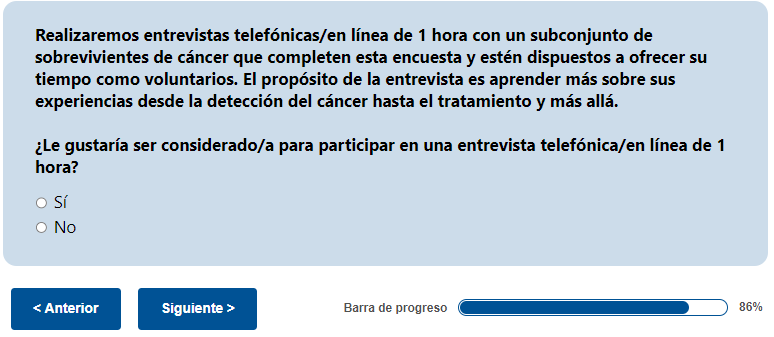 Realizaremos entrevistas telefónicas/en línea de 1 hora con un subconjunto de
sobrevivientes de cáncer que completen esta encuesta y estén dispuestos a ofrecer su
tiempo como voluntarios. El propósito de la entrevista es aprender más sobre sus
experiencias desde la detección del cáncer hasta el tratamiento y más allá.
¿Le gustaría ser considerado/a para participar en una entrevista telefónica/en línea de 1
hora?
Sí
No
< Anterior
Siguiente >
Barra de progreso
86%